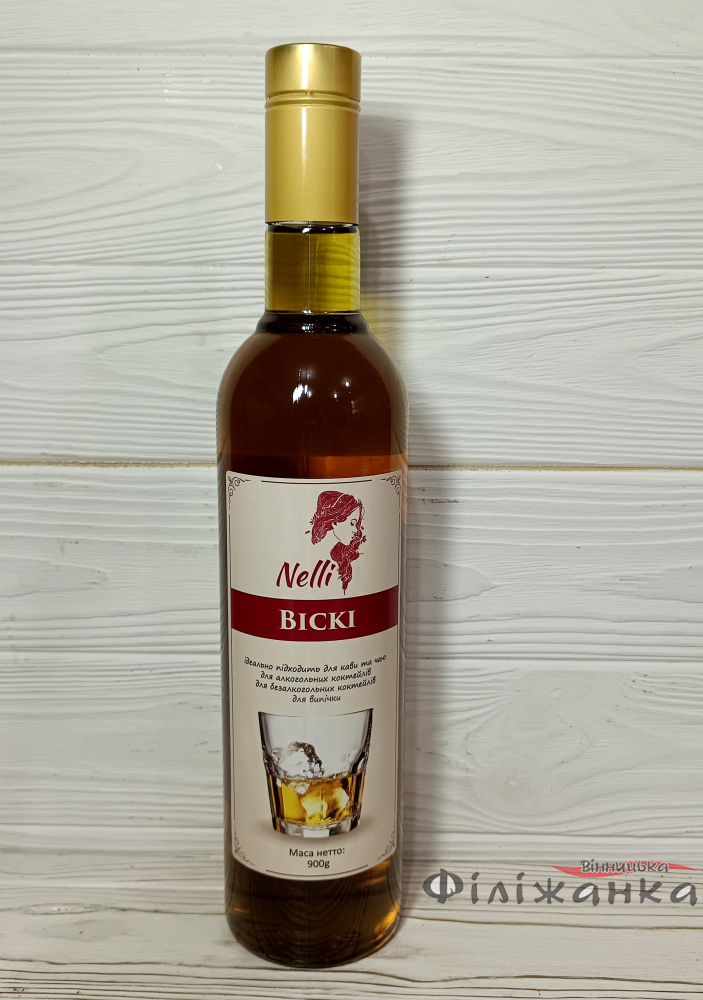 Nelli
ВІСКІ
ідеально підходить для кави та чаю
для алкогольних коктейлів
для безалкогольних коктейлів
для випічки
Маса нетто:
900g
Вінницька
Філіжанка